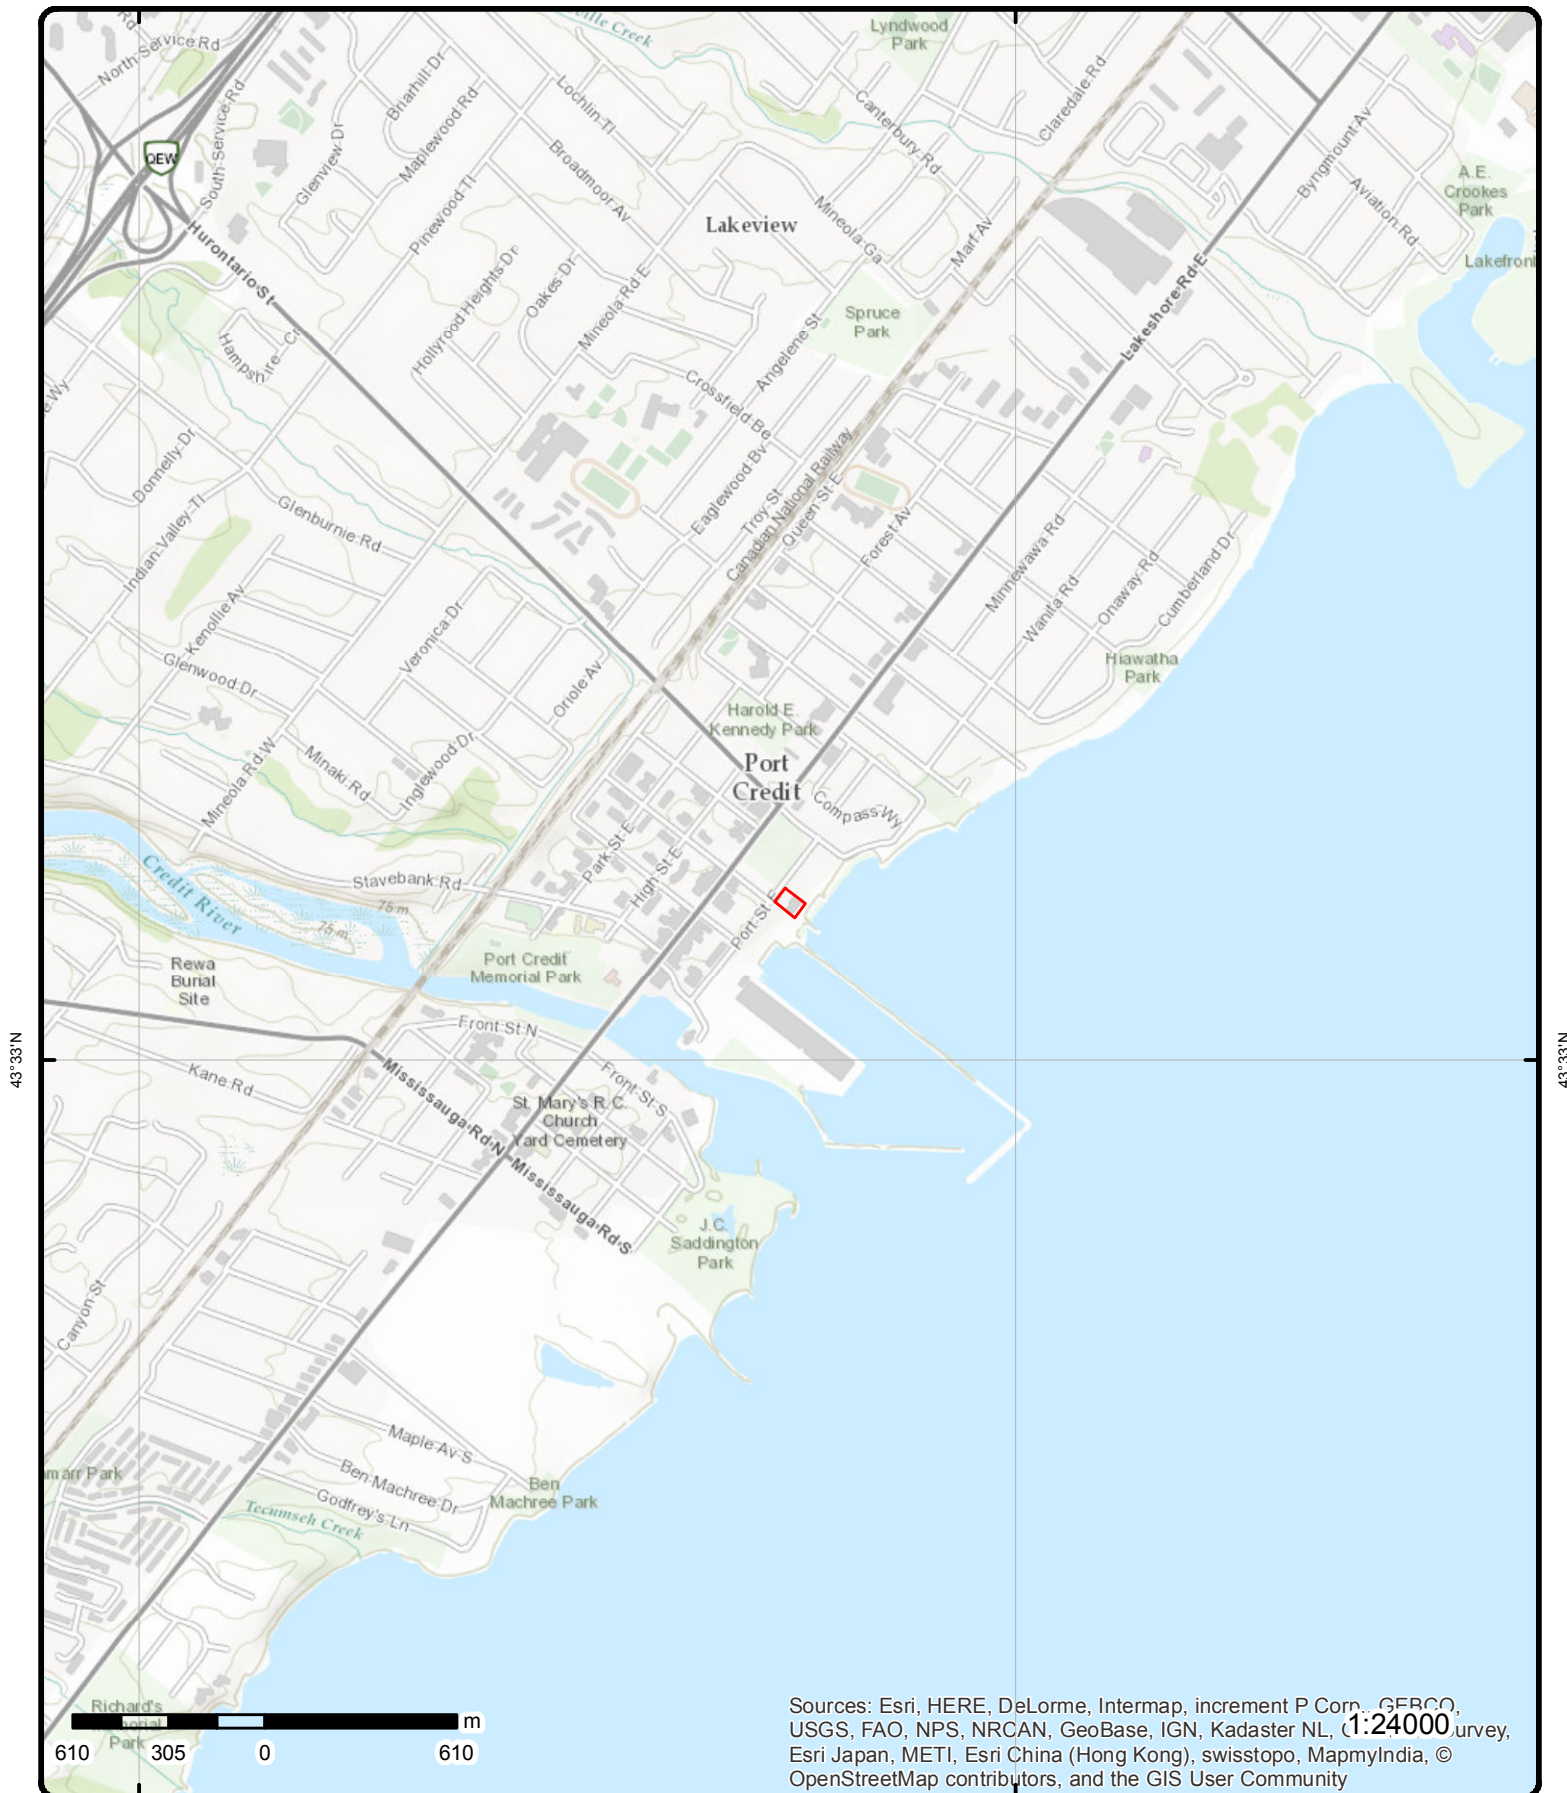 North Service Rd
Rd
ville Creek
Lyndwood
Park
Briarhill Dr
Lochlin Tl
Canterbury Rd
Claredale Rd
South Service Rd
Glenview Dr
Maplewood Rd
Byngmount Av
QEW
Broadmoor Av
Aviation Rd
A.E.
Crookes
Park
Pinewood Tl
Lakeview
Mineola Ga
Marf Av
Hurontario St
Lakefront
Hollyrood Heights Dr
Oakes Dr
Mineola Rd E
Lakeshore Rd E
Spruce
Park
Hampshire Cr
Angelene St
e Wy
Crossfield Be
Donnelly Dr
Eaglewood Bv
Troy St
Canadian National Railway
Queen St E
Glenburnie Rd
Indian Valley Tl
Forest Av
Minnewawa Rd
Wanita Rd
Onaway Rd
Cumberland Dr
Kenollie Av
Veronica Dr
Glenwood Dr
Oriole Av
Hiawatha
Park
Harold E.
Kennedy Park
Mineola Rd W
Minaki Rd
Inglewood Dr
Port
Credit
Compass Wy
Park St E
High St E
Credit River
Stavebank Rd
75 m
75 m
Port St E
Rewa
Burial
Site
Port Credit
Memorial Park
Front St N
43°33'N
43°33'N
Kane Rd
Mississauga Rd N
Front St S
St. Mary's R.C.
Church
Yard Cemetery
Mississauga Rd S
J.C.
Saddington
Park
Canyon St
Maple Av S
marr Park
Ben Machree Dr
Ben
Machree Park
Godfrey's Ln
Tecumseh Creek
Richard's
Park
m
610 305 0 610
Sources: Esri, HERE, DeLorme, Intermap, increment P Corp., GEBCO,
USGS, FAO, NPS, NRCAN, GeoBase, IGN, Kadaster NL,
1:24000
Esri Japan, METI, Esri China (Hong Kong), swisstopo, MapmyIndia, ©
OpenStreetMap contributors, and the GIS User Community